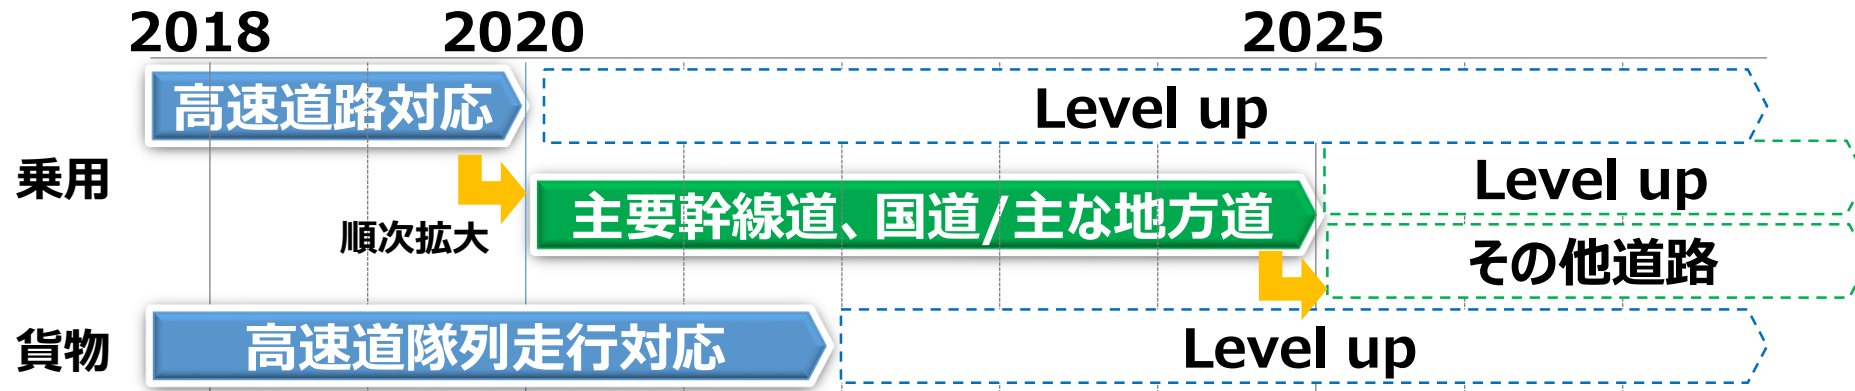 2018 2020 2025
高速道路対応 Level up
乗用
Level up
主要幹線道、国道/主な地方道
順次拡大
その他道路
貨物 高速道隊列走行対応 Level up